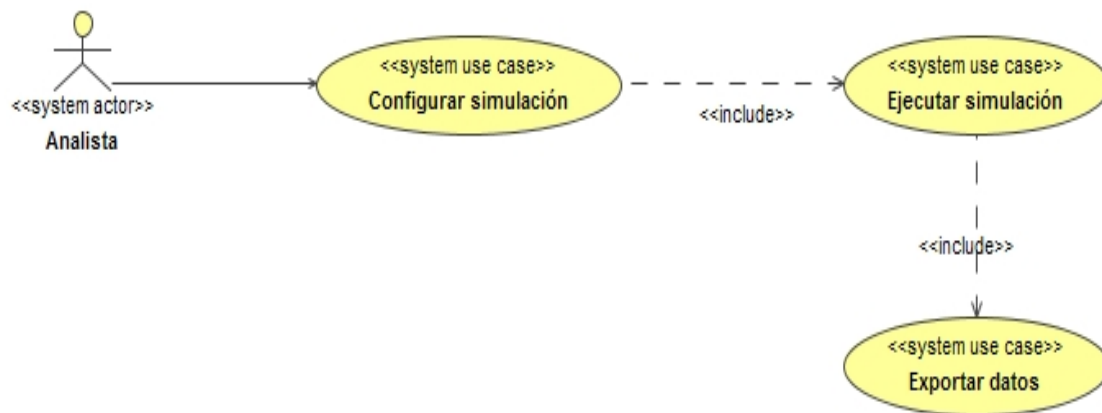 <<system actor>>
Analista
<<system use case>>
Configurar simulación
<<include>>
<<system use case>>
Ejecutar simulación
<<include>>
<<system use case>>
Exportar datos